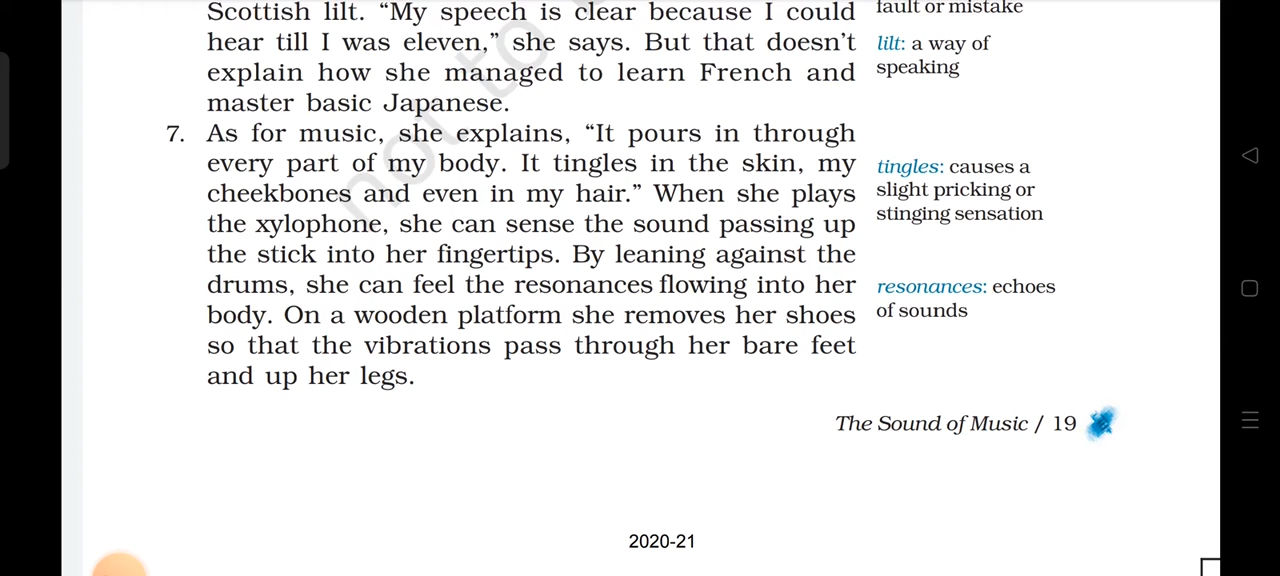 Scottish lilt. “My speech is clear because I could
hear till I was eleven,” she says. But that doesn’t
explain how she managed to learn French and
master basic Japanese.
fault or mistake
lilt: a way of
speaking
7. As for music, she explains, “It pours in through
every part of my body. It tingles in the skin, my
cheekbones and even in my hair.” When she plays
the xylophone, she can sense the sound passing up
the stick into her fingertips. By leaning against the
drums, she can feel the resonances flowing into her
body. On a wooden platform she removes her shoes
so that the vibrations pass through her bare feet
and up her legs.
tingles: causes a
slight pricking or
stinging sensation
resonances: echoes
of sounds
The Sound of Music / 19
2020-21
not to